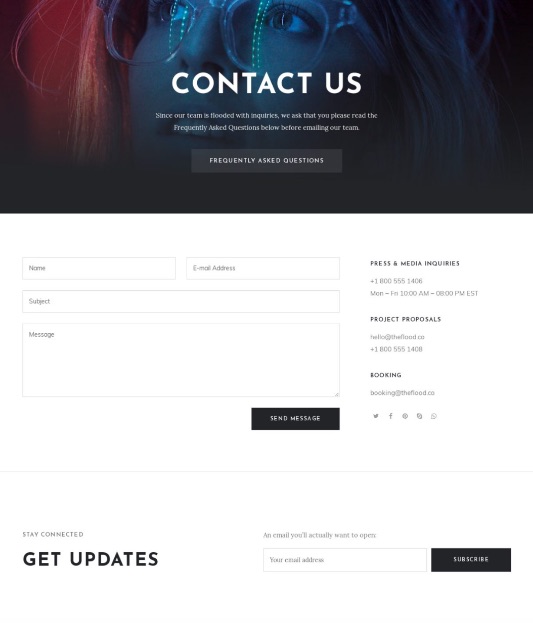 CONTACT US
Since our team is flooded with inquiries, we ask that you please read the
Frequently Asked Questions below before emailing our team.
FREQUENTLY ASKED QUESTIONS
Name
E-mail Address
Subject
Message
SEND MESSAGE
PRESS & MEDIA INQUIRIES
+1 800 555 1406
Mon – Fri 10:00 AM – 08:00 PM EST
PROJECT PROPOSALS
hello@theflood.co
+1 800 555 1408
BOOKING
booking@theflood.co
STAY CONNECTED
GET UPDATES
An email you'll actually want to open:
Your email address
SUBSCRIBE